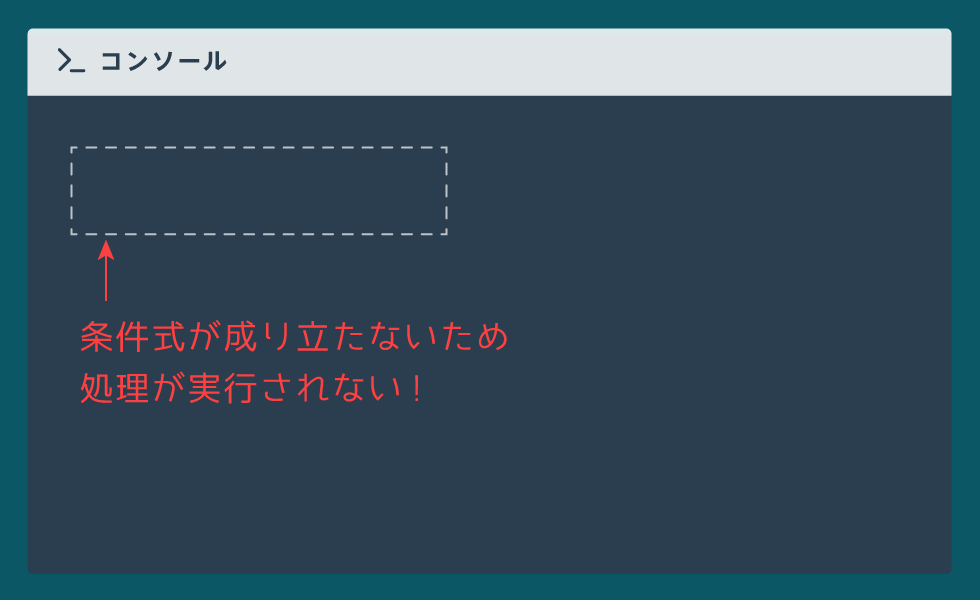 コンソール
条件式が成り立たないため
処理が実行されない！